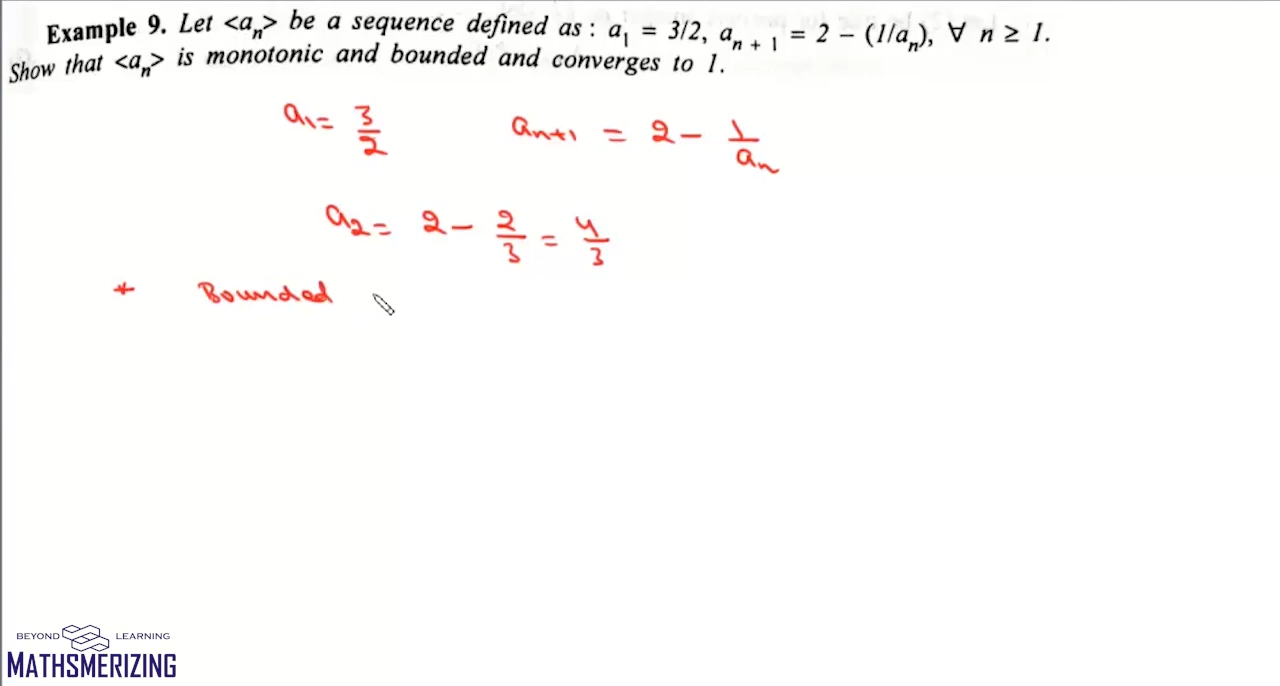 Example 9. Let <aₙ> be a sequence defined as : a₁ = 3/2, aₙ ₊ ₁ = 2 – (1/aₙ), ∀ n ≥ 1.
Show that <aₙ> is monotonic and bounded and converges to 1.
a₁ = 3/2 aₙ₊₁ = 2 – 1/aₙ
a₂ = 2 – 2/3 = 4/3
* Bounded
BEYOND LEARNING
MATHSMERIZING